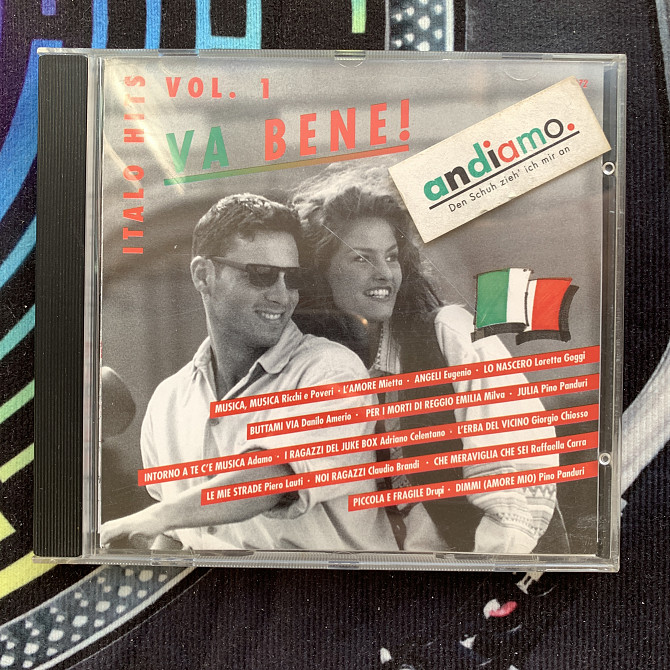 ITALO HITS
VOL. 1
VA BENE!
andiamo.
Den Schuh zieh' ich mir an
MUSICA, MUSICA Ricchi e Poveri · L'AMORE Mietta · ANGELI Eugenio · LO NASCERO Loretta Goggi
BUTTAMI VIA Danilo Amerio · PER I MORTI DI REGGIO EMILIA Milva · JULIA Pino Panduri
INTORNO A TE C'E MUSICA Adamo · I RAGAZZI DEL JUKE BOX Adriano Celentano · L'ERBA DEL VICINO Giorgio Chiosso
LE MIE STRADE Piero Lauti · NOI RAGAZZI Claudio Brandi · CHE MERAVIGLIA CHE SEI Raffaella Carra
PICCOLA E FRAGILE Drupi · DIMMI (AMORE MIO) Pino Panduri